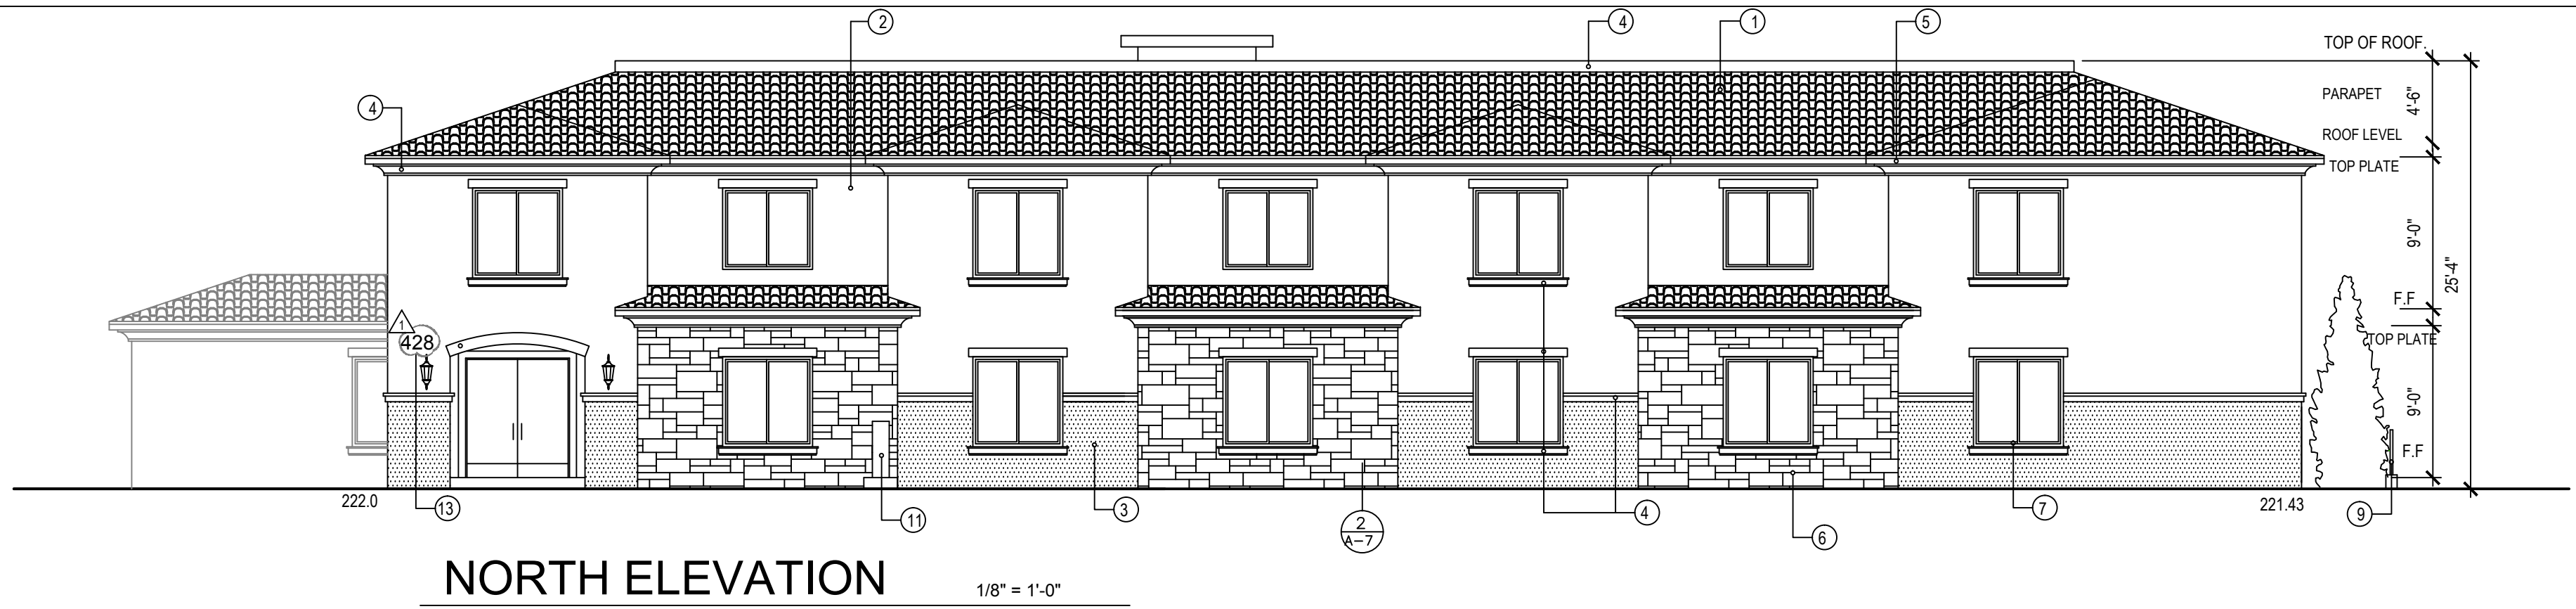 2
4
1
5
TOP OF ROOF.
4
PARAPET
4'-6"
ROOF LEVEL
TOP PLATE
9'-0"
25'-4"
F.F
1
428
TOP PLATE
9'-0"
F.F
222.0
13
11
3
2
A-7
4
6
7
221.43
9
NORTH ELEVATION
1/8" = 1'-0"